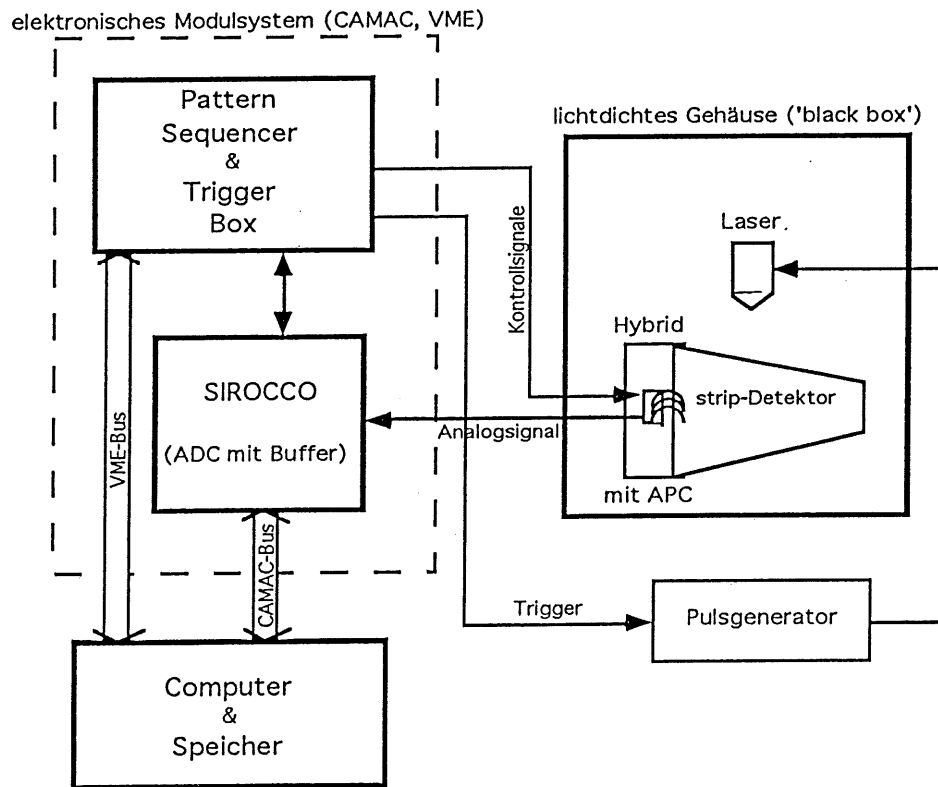 elektronisches Modulsystem (CAMAC, VME)
Pattern
Sequencer
&
Trigger
Box
lichtdichtes Gehäuse ('black box')
Laser
Kontrollsignale
Hybrid
strip-Detektor
mit APC
SIROCCO
(ADC mit Buffer)
Analogsignal
VME-Bus
CAMAC-Bus
Trigger
Pulsgenerator
Computer
&
Speicher